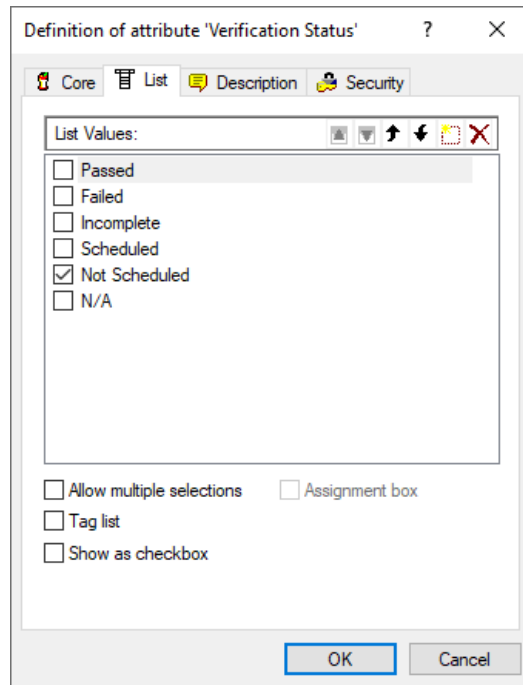 Definition of attribute 'Verification Status' ?
Core List Description Security
List Values:
Passed
Failed
Incomplete
Scheduled
Not Scheduled
N/A
Allow multiple selections Assignment box
Tag list
Show as checkbox
OK Cancel